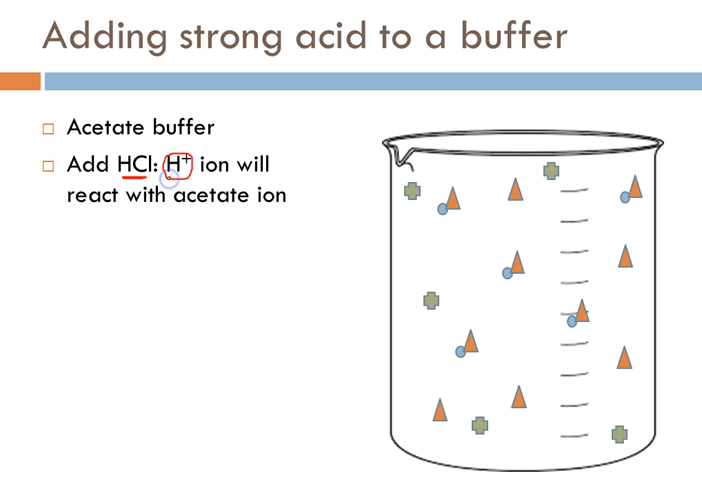 Adding strong acid to a buffer
Acetate buffer
Add HCl: H⁺ ion will
react with acetate ion